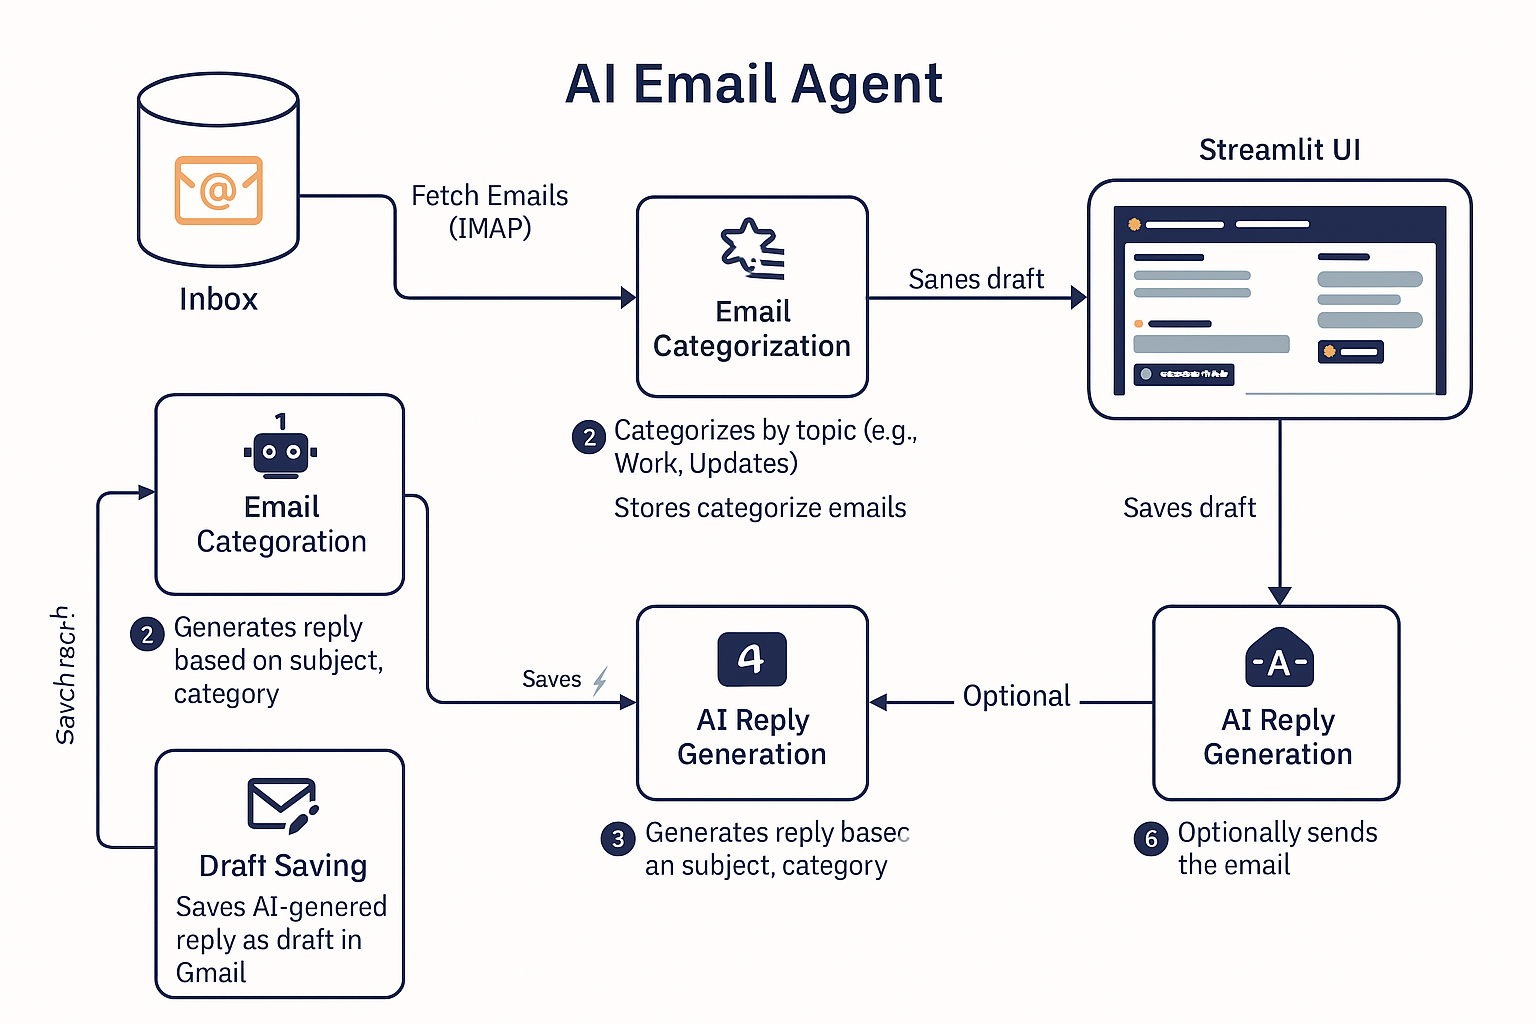 AI Email Agent
Streamlit UI
@
Fetch Emails
(IMAP)
Inbox
Email
Categorization
Sanes draft
2 Categorizes by topic (e.g.,
Work, Updates)
Stores categorize emails
1
Email
Categoration
2 Generates reply
based on subject,
category
Saves draft
Saves
4
AI Reply
Generation
Optional
-A-
AI Reply
Generation
3 Generates reply basec
an subject, category
6 Optionally sends
the email
Draft Saving
Saves AI-genered
reply as draft in
Gmail